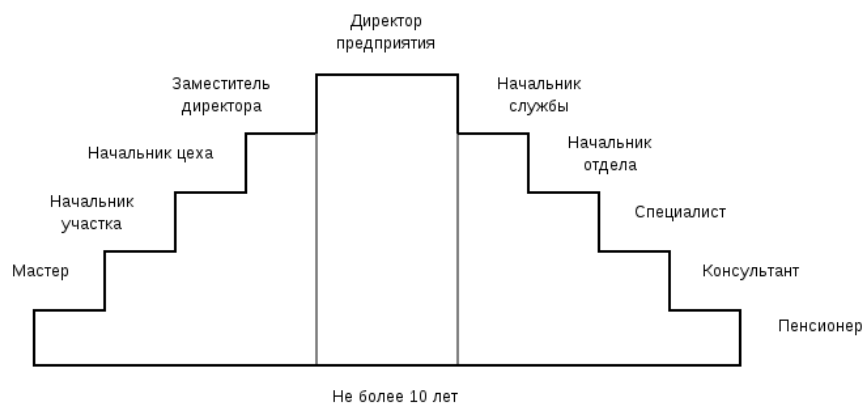 Директор
предприятия
Заместитель
директора
Начальник
службы
Начальник цеха
Начальник
отдела
Начальник
участка
Специалист
Мастер
Консультант
Пенсионер
Не более 10 лет